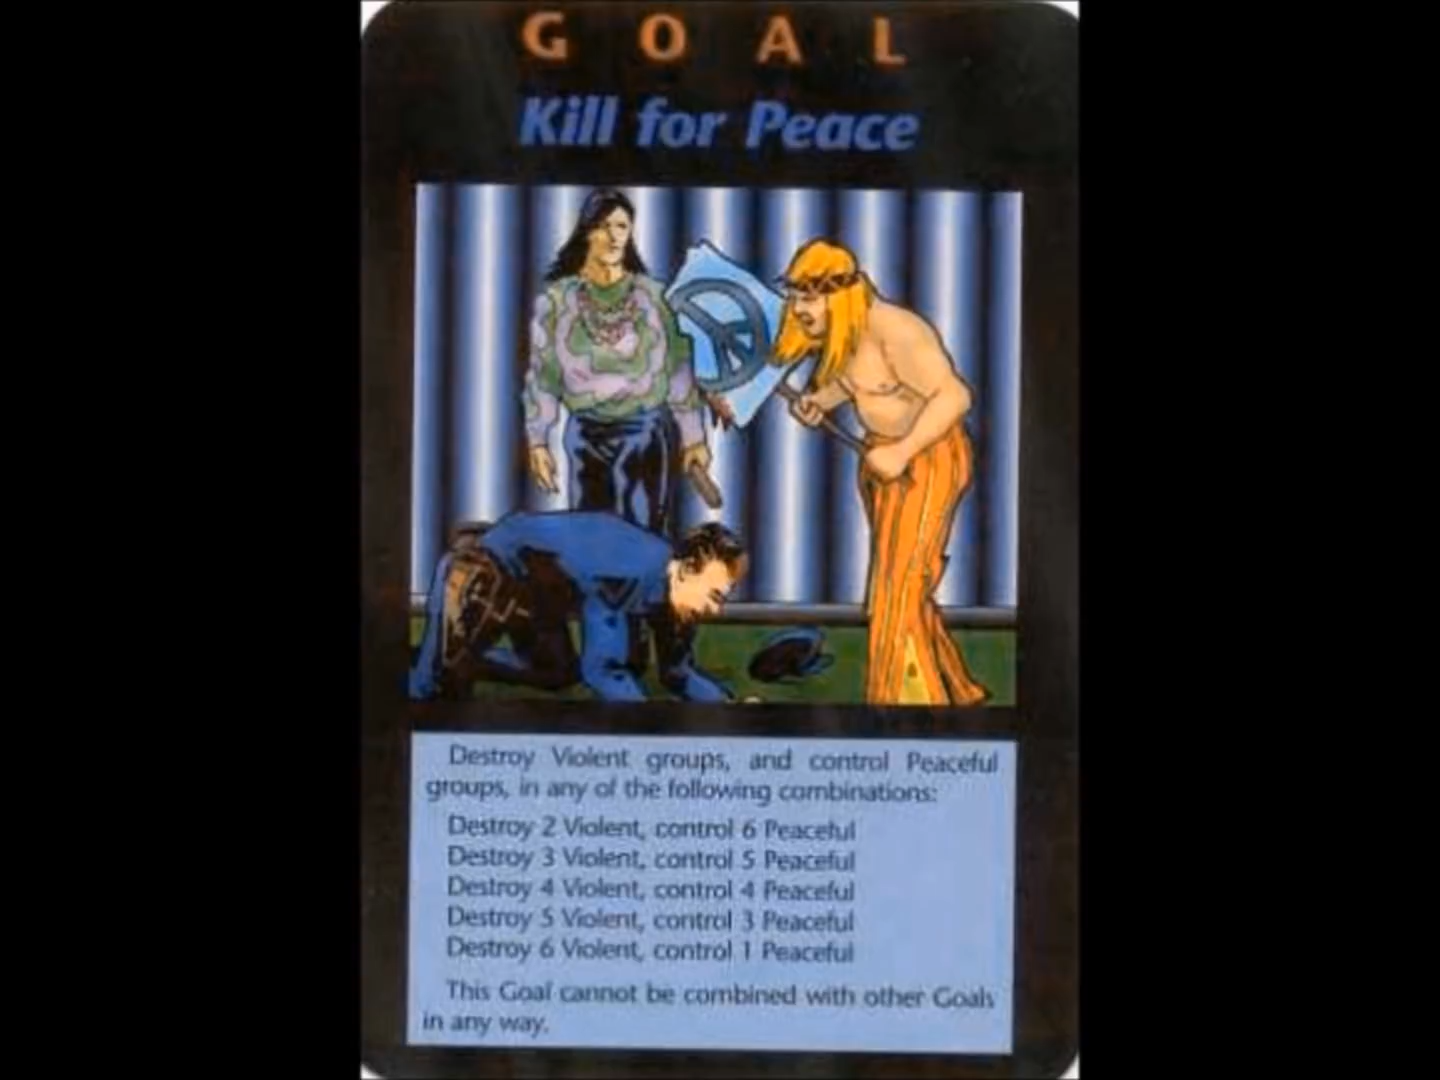 GOAL
Kill for Peace
Destroy Violent groups, and control Peaceful
groups, in any of the following combinations:
Destroy 2 Violent, control 6 Peaceful
Destroy 3 Violent, control 5 Peaceful
Destroy 4 Violent, control 4 Peaceful
Destroy 5 Violent, control 3 Peaceful
Destroy 6 Violent, control 1 Peaceful
This Goal cannot be combined with other Goals
in any way.